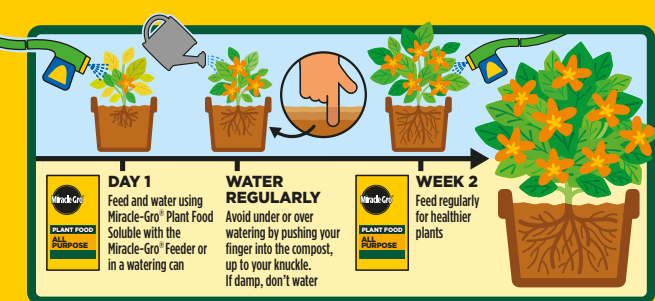 DAY 1
Feed and water using
Miracle-Gro® Plant Food
Soluble with the
Miracle-Gro® Feeder or
in a watering can
WATER
REGULARLY
Avoid under or over
watering by pushing your
finger into the compost,
up to your knuckle.
If damp, don't water
WEEK 2
Feed regularly
for healthier
plants
Miracle-Gro
PLANT FOOD
ALL
PURPOSE
Miracle-Gro
PLANT FOOD
ALL
PURPOSE